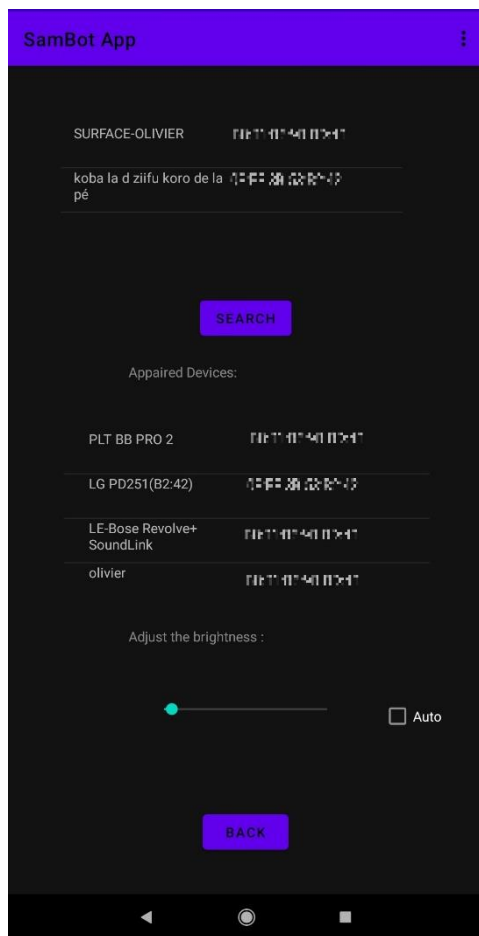 SamBot App
SURFACE-OLIVIER
koba la d ziifu koro de la
pé
SEARCH
Appaired Devices:
PLT BB PRO 2
LG PD251(B2:42)
LE-Bose Revolve+
SoundLink
olivier
Adjust the brightness :
Auto
BACK